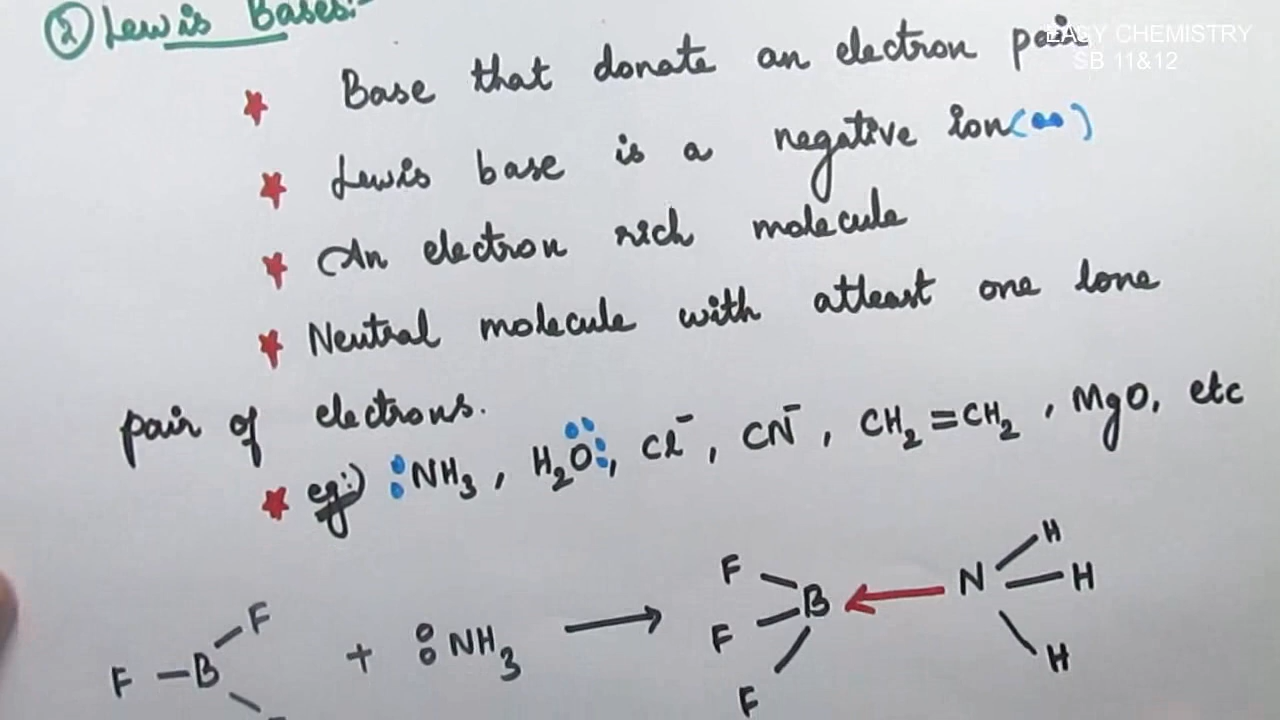 ② Lewis Bases:-
EASY CHEMISTRY
SB 11&12
★ Base that donate an electron pair
★ Lewis base is a negative ion(••)
★ An electron rich molecule
★ Neutral molecule with atleast one lone
pair of electrons.
★ eg:) :NH₃, H₂O::, Cl⁻, CN⁻, CH₂=CH₂, MgO, etc
F H
F B N H
F H
F
F –B + :NH₃ →